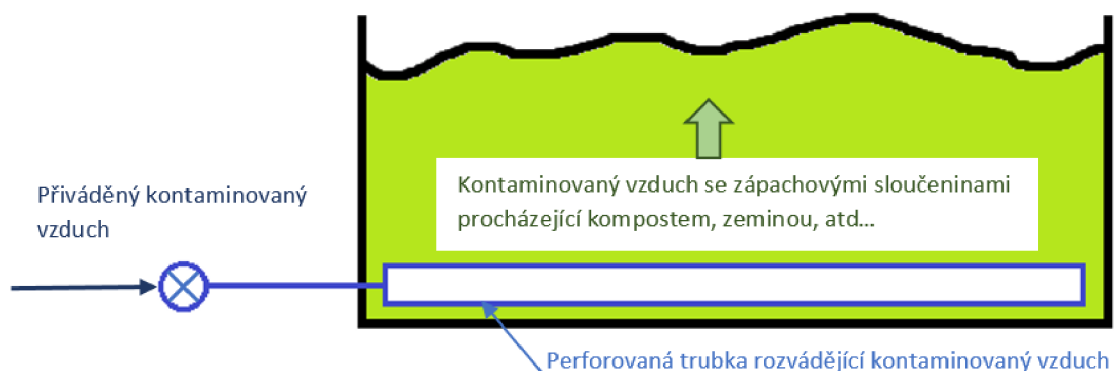 Přiváděný kontaminovaný
vzduch
Kontaminovaný vzduch se zápachovými sloučeninami
procházející kompostem, zeminou, atd...
Perforovaná trubka rozvádějící kontaminovaný vzduch